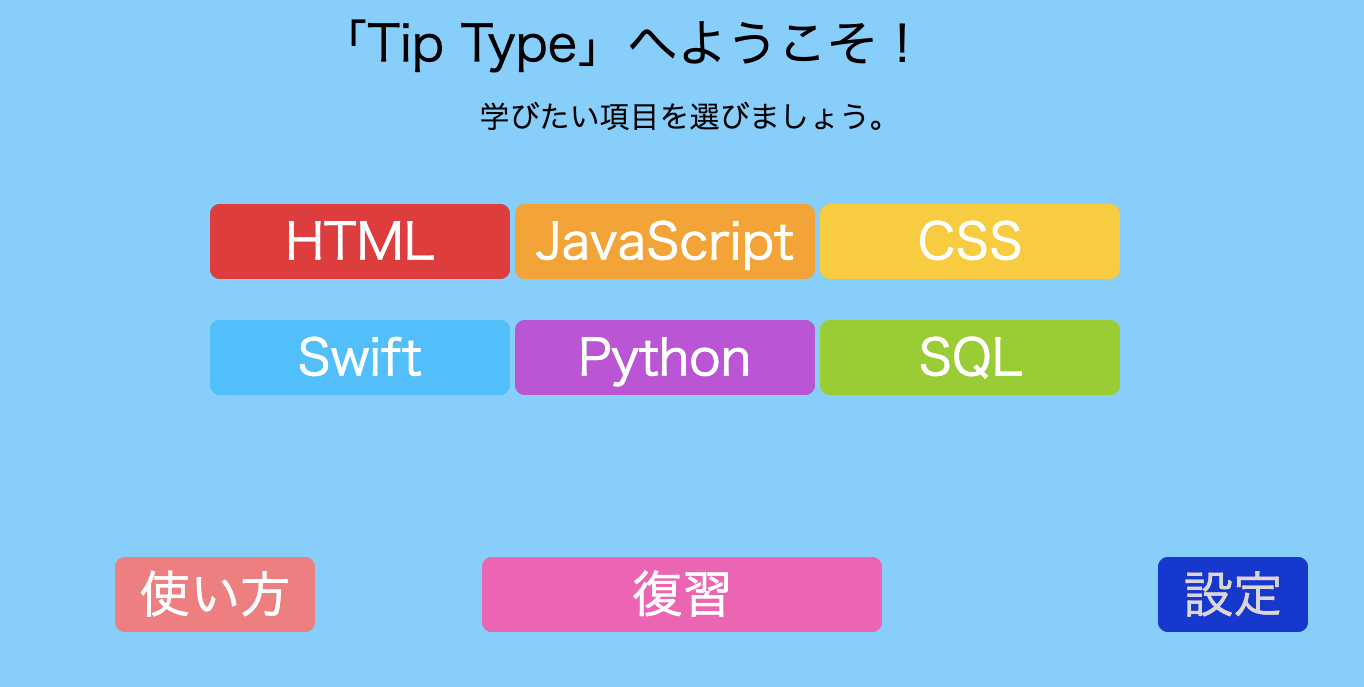 「Tip Type」へようこそ！
学びたい項目を選びましょう。
HTML JavaScript CSS
Swift Python SQL
使い方 復習 設定